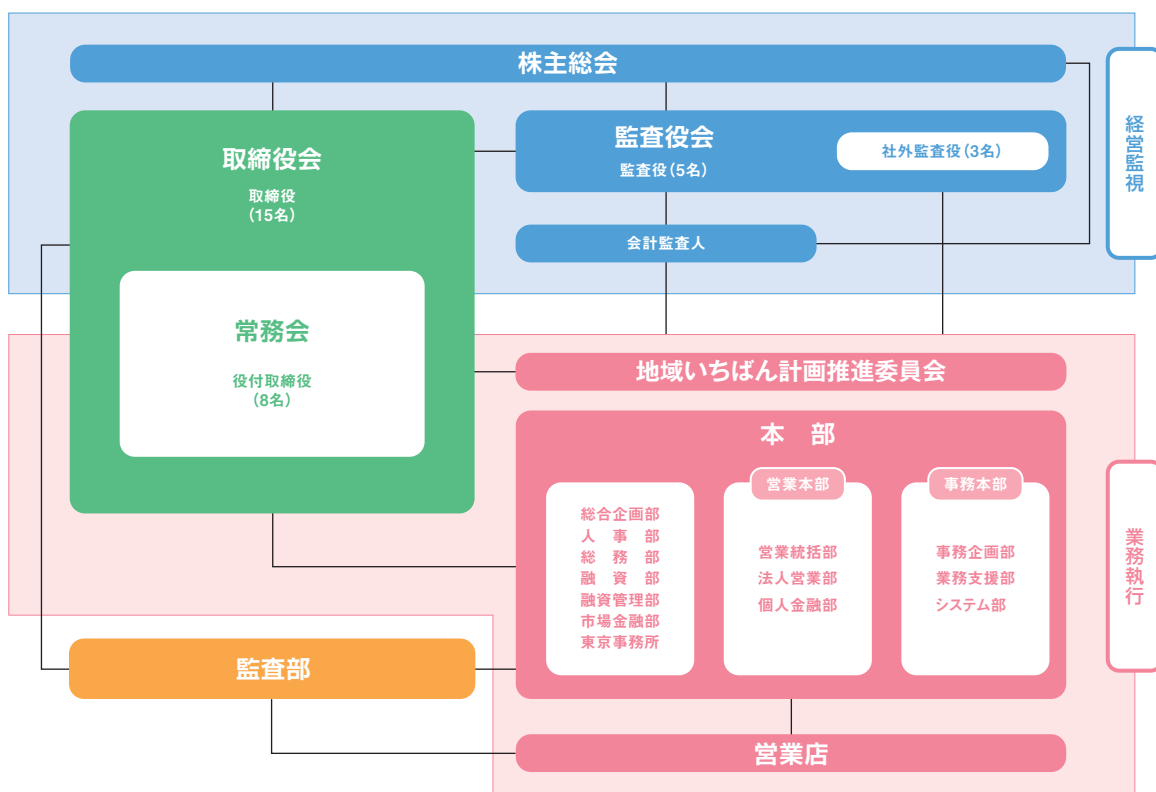 株主総会
経営監視
取締役会
取締役
(15名)
監査役会
監査役(5名)
社外監査役(3名)
会計監査人
常務会
役付取締役
(8名)
地域いちばん計画推進委員会
本 部
総合企画部
人 事 部
総 務 部
融 資 部
融資管理部
市場金融部
東京事務所
営業本部
営業統括部
法人営業部
個人金融部
事務本部
事務企画部
業務支援部
システム部
業務執行
監査部
営業店